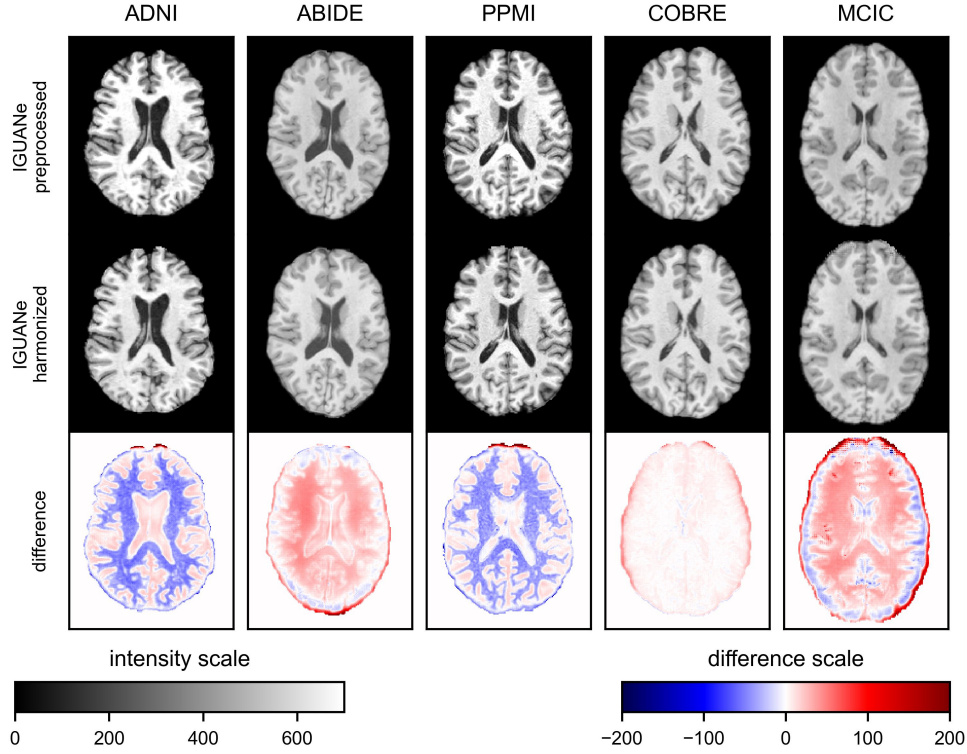 ADNI ABIDE PPMI COBRE MCIC
IGUANe
preprocessed
IGUANe
harmonized
difference
intensity scale
0 200 400 600
difference scale
−200 −100 0 100 200